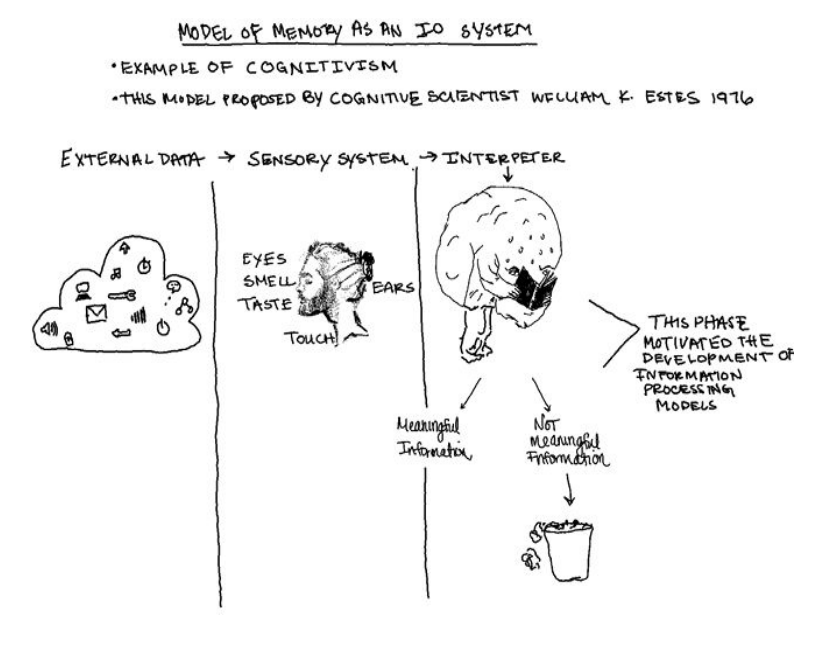 MODEL OF MEMORY AS AN IO SYSTEM
• EXAMPLE OF COGNITIVISM
• THIS MODEL PROPOSED BY COGNITIVE SCIENTIST WILLIAM K. ESTES 1976
EXTERNAL DATA → SENSORY SYSTEM → INTERPETER
EYES
SMELL
TASTE
EARS
TOUCH
THIS PHASE
MOTIVATED THE
DEVELOPMENT OF
INFORMATION
PROCESSING
MODELS
Meaningful
Information
Not
Meaningful
Information